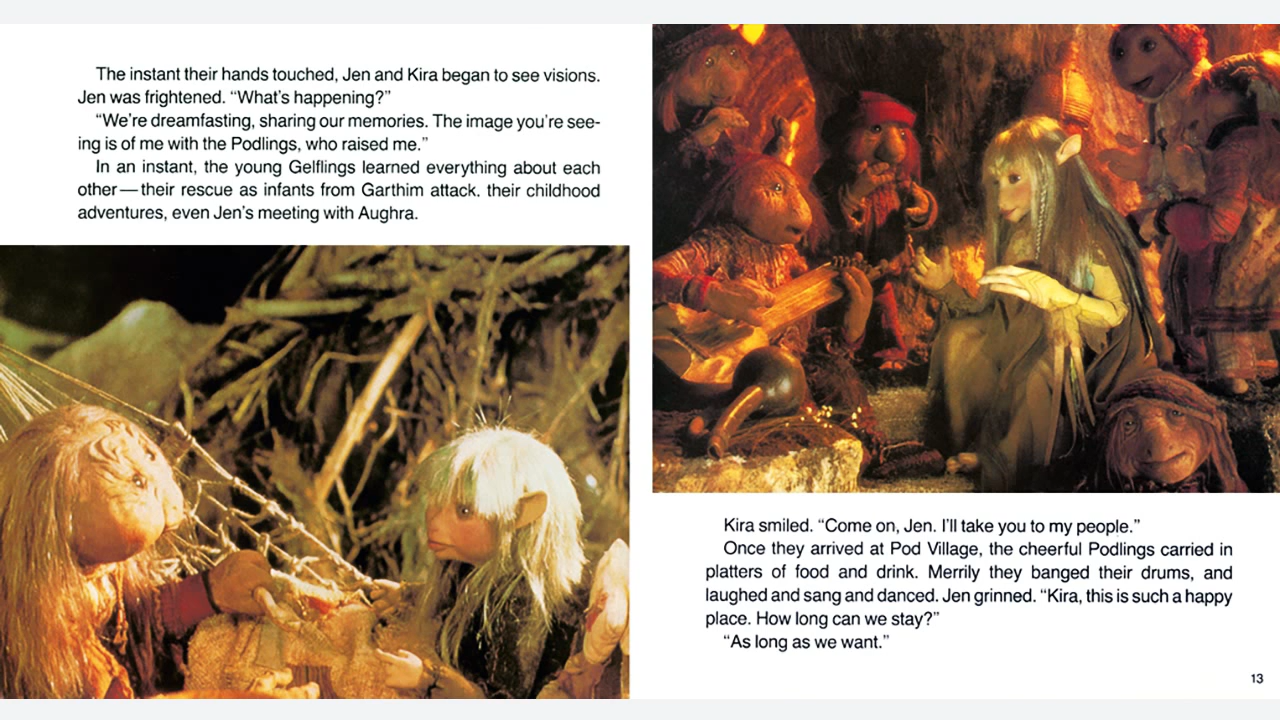 The instant their hands touched, Jen and Kira began to see visions.
Jen was frightened. “What’s happening?”
“We’re dreamfasting, sharing our memories. The image you’re see-
ing is of me with the Podlings, who raised me.”
In an instant, the young Gelflings learned everything about each
other—their rescue as infants from Garthim attack. their childhood
adventures, even Jen’s meeting with Aughra.
Kira smiled. “Come on, Jen. I’ll take you to my people.”
Once they arrived at Pod Village, the cheerful Podlings carried in
platters of food and drink. Merrily they banged their drums, and
laughed and sang and danced. Jen grinned. “Kira, this is such a happy
place. How long can we stay?”
“As long as we want.”
13